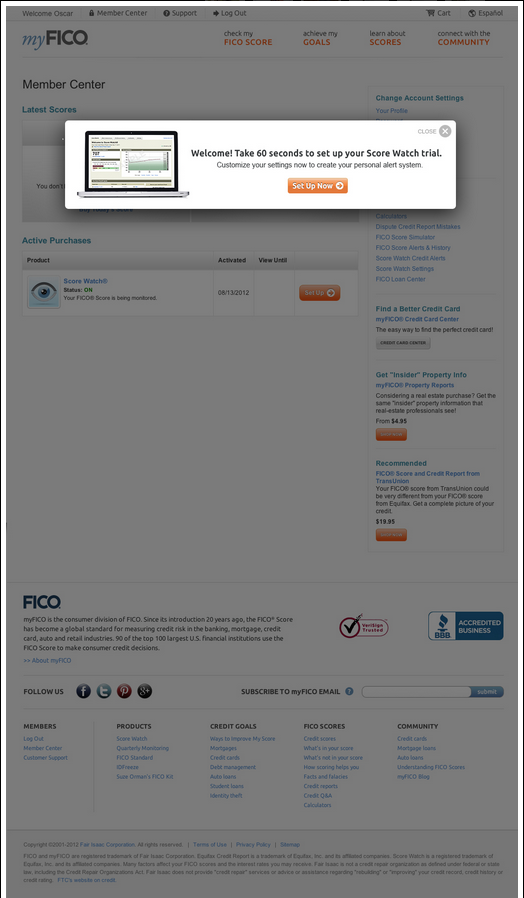 Welcome Oscar
Member Center
Support
Log Out
Cart
Español
myFICO
check my
FICO SCORE
achieve my
GOALS
learn about
SCORES
connect with the
COMMUNITY
Member Center
Latest Scores
Change Account Settings
Your Profile
CLOSE
Welcome! Take 60 seconds to set up your Score Watch trial.
Customize your settings now to create your personal alert system.
Set Up Now
You don't
Calculators
Dispute Credit Report Mistakes
FICO Score Simulator
FICO Score Alerts & History
Score Watch Credit Alerts
Score Watch Settings
FICO Loan Center
Active Purchases
Product
Activated
View Until
Score Watch®
Status: ON
Your FICO® Score is being monitored.
08/13/2012
Set Up
Find a Better Credit Card
myFICO® Credit Card Center
The easy way to find the perfect credit card!
CREDIT CARD CENTER
Get "Insider" Property Info
myFICO® Property Reports
Considering a real estate purchase? Get the
same "insider" property information that
real-estate professionals see!
From $4.95
Recommended
FICO® Score and Credit Report from
TransUnion
Your FICO® score from TransUnion could
be very different from your FICO® score
from Equifax. Get a complete picture of your
credit.
$19.95
FICO
myFICO is the consumer division of FICO. Since its introduction 20 years ago, the FICO® Score
has become a global standard for measuring credit risk in the banking, mortgage, credit
card, auto and retail industries. 90 of the top 100 largest U.S. financial institutions use the
FICO Score to make consumer credit decisions.
>> About myFICO
VeriSign
Trusted
BBB
ACCREDITED
BUSINESS
FOLLOW US
SUBSCRIBE TO myFICO EMAIL
submit
MEMBERS
Log Out
Member Center
Customer Support
PRODUCTS
Score Watch
Quarterly Monitoring
FICO Standard
IDFreeze
Suze Orman's FICO Kit
CREDIT GOALS
Ways to Improve My Score
Mortgages
Credit cards
Debt management
Auto loans
Student loans
Identity theft
FICO SCORES
Credit scores
What's in your score
What's not in your score
How scoring helps you
Facts and fallacies
Credit reports
Credit Q&A
Calculators
COMMUNITY
Credit cards
Mortgage loans
Auto loans
Understanding FICO Scores
myFICO Blog
Copyright ©2001-2012 Fair Isaac Corporation. All rights reserved. | Terms of Use | Privacy Policy | Sitemap
FICO and myFICO are registered trademark of Fair Isaac Corporation. Equifax Credit Report is a trademark of Equifax, Inc. and its affiliated companies. Score Watch is a registered trademark of
Equifax, Inc. and its affiliated companies. Many factors affect your FICO scores and the interest rates you may receive. Fair Isaac is not a credit repair organization as defined under federal or state
law, including the Credit Repair Organizations Act. Fair Isaac does not provide "credit repair" services or advice or assistance regarding "rebuilding" or "improving" your credit record, credit history or
credit rating. FTC's website on credit.